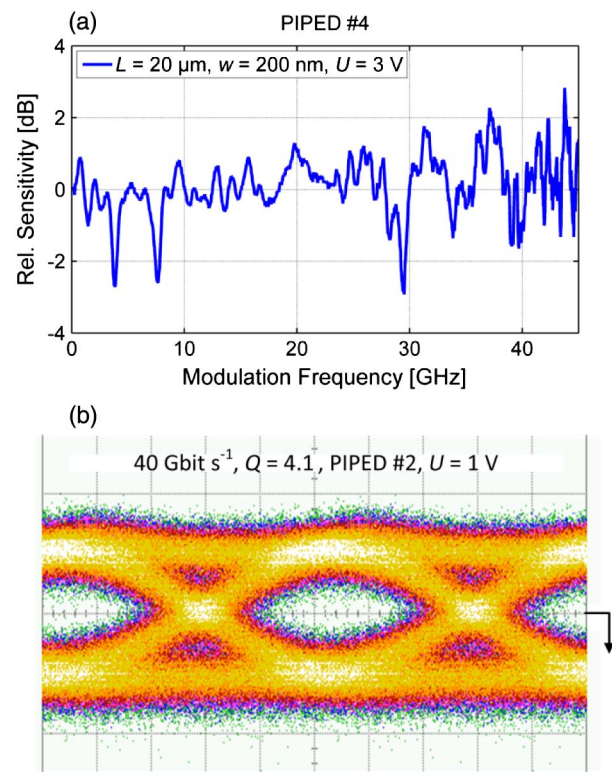 (a)
PIPED #4
L = 20 µm, w = 200 nm, U = 3 V
Rel. Sensitivity [dB]
4
2
0
-2
-4
0 10 20 30 40
Modulation Frequency [GHz]
(b)
40 Gbit s⁻¹, Q = 4.1 , PIPED #2, U = 1 V